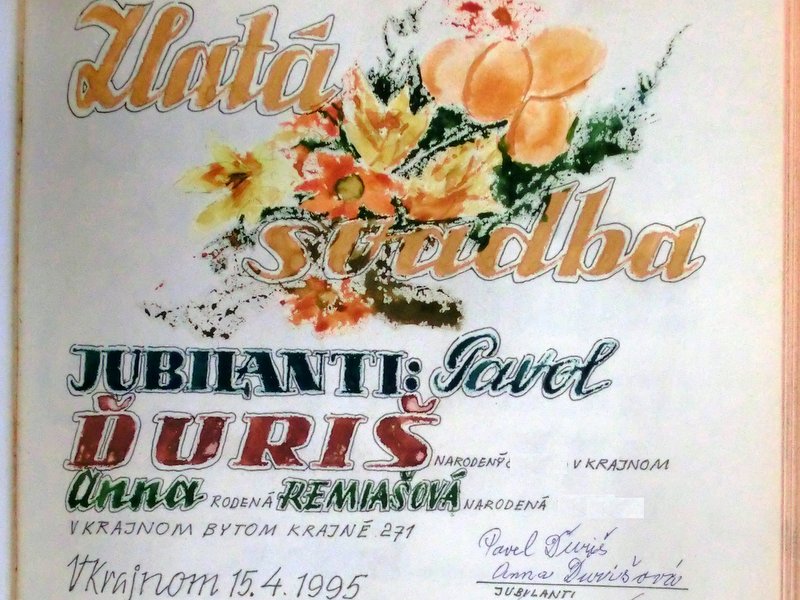 Zlatá
svadba
JUBILANTI: Pavol
ĎURIŠ NARODENÝ V KRAJNOM
Anna RODENÁ REMIAŠOVÁ NARODENÁ
V KRAJNOM BYTOM KRAJNÉ 271
V Krajnom 15.4.1995
Pavel Ďuriš
Anna Ďurišová
JUBILANTI